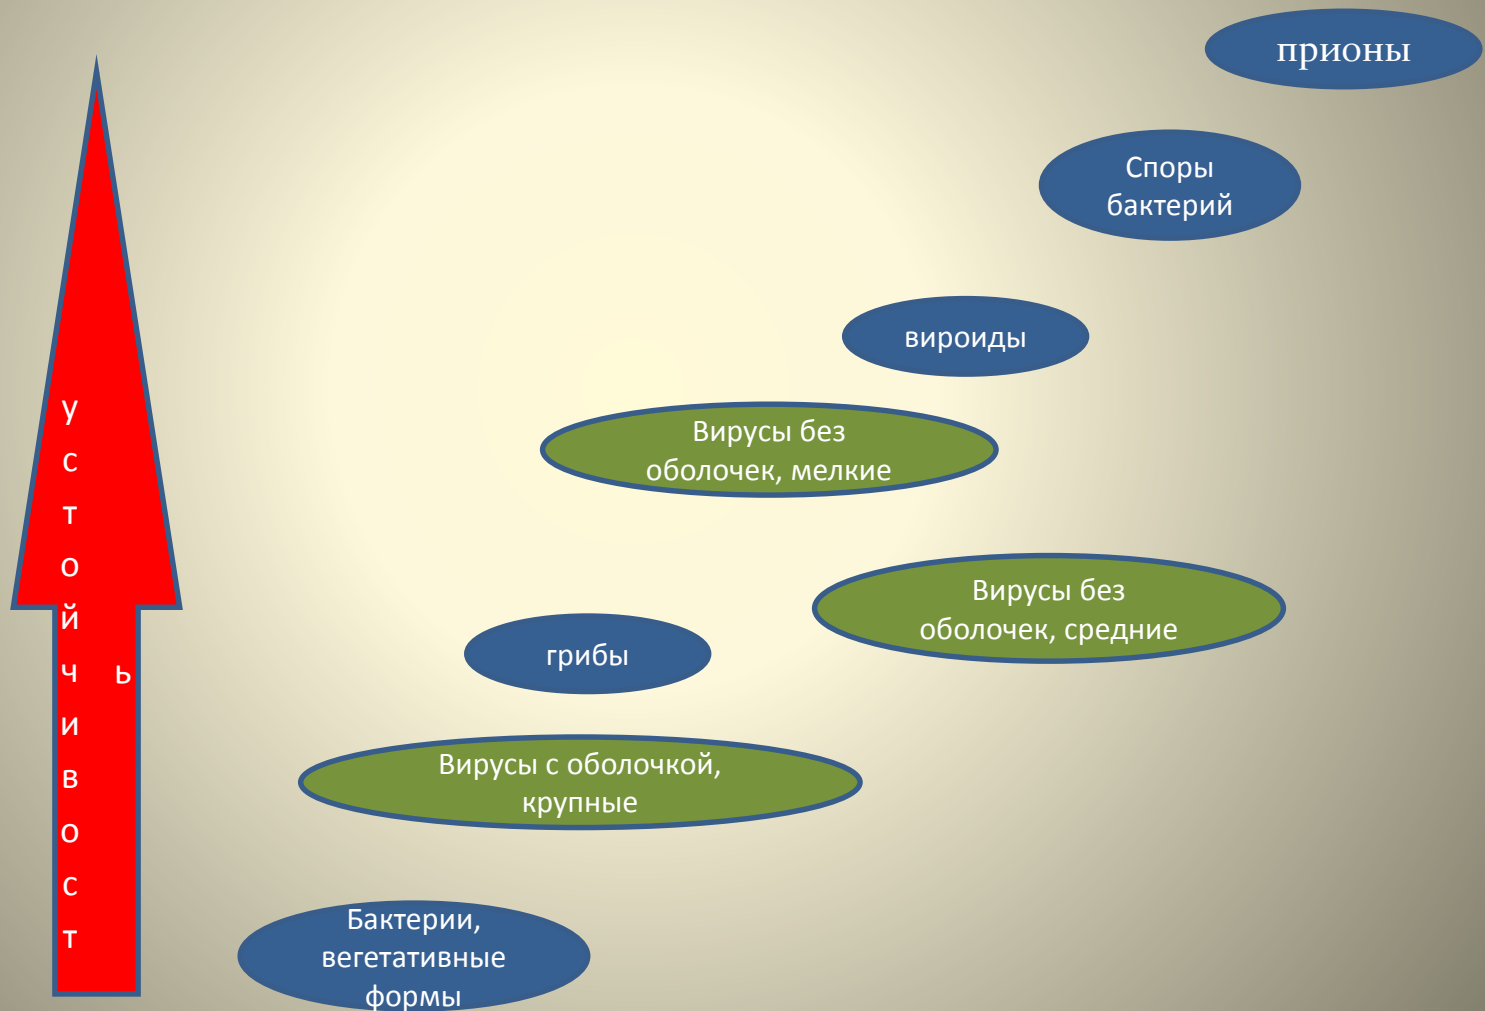 прионы
Споры
бактерий
вироиды
Вирусы без
оболочек, мелкие
Вирусы без
оболочек, средние
грибы
Вирусы с оболочкой,
крупные
Бактерии,
вегетативные
формы
устойчивость